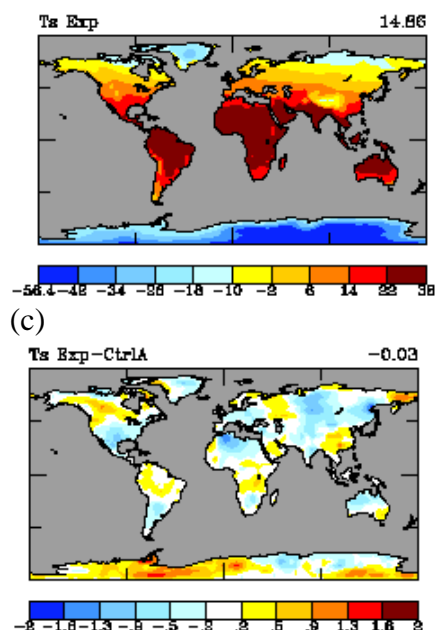 Ts Exp 14.86
-56.4 -42 -34 -26 -18 -10 -2 6 14 22 38
(c)
Ts Exp-CtrlA -0.03
-2 -1.6 -1.3 -.9 -.5 -.2 .2 .5 .9 1.3 1.6 2